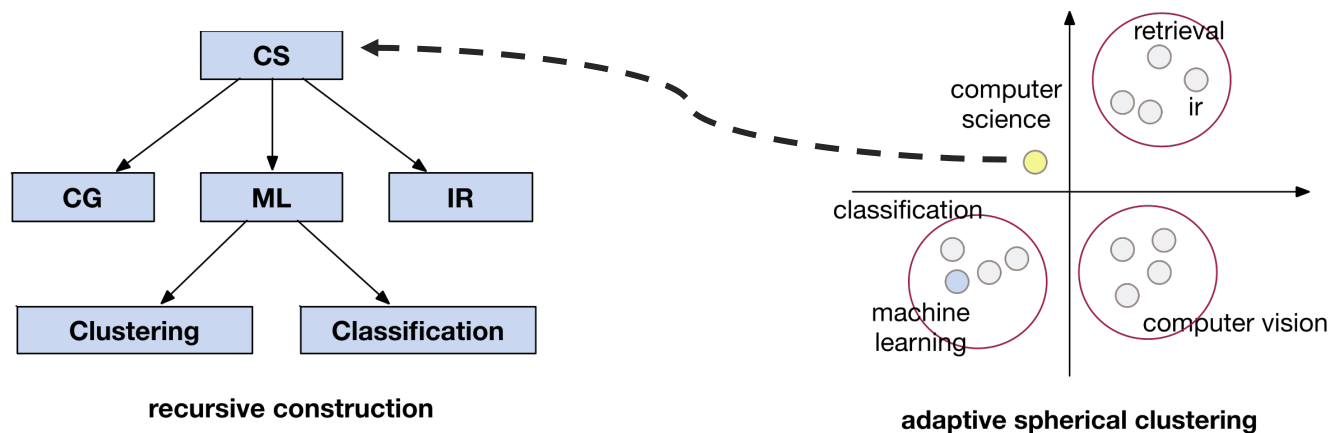 CS
CG
ML
IR
Clustering
Classification
recursive construction
retrieval
ir
computer
science
classification
machine
learning
computer vision
adaptive spherical clustering